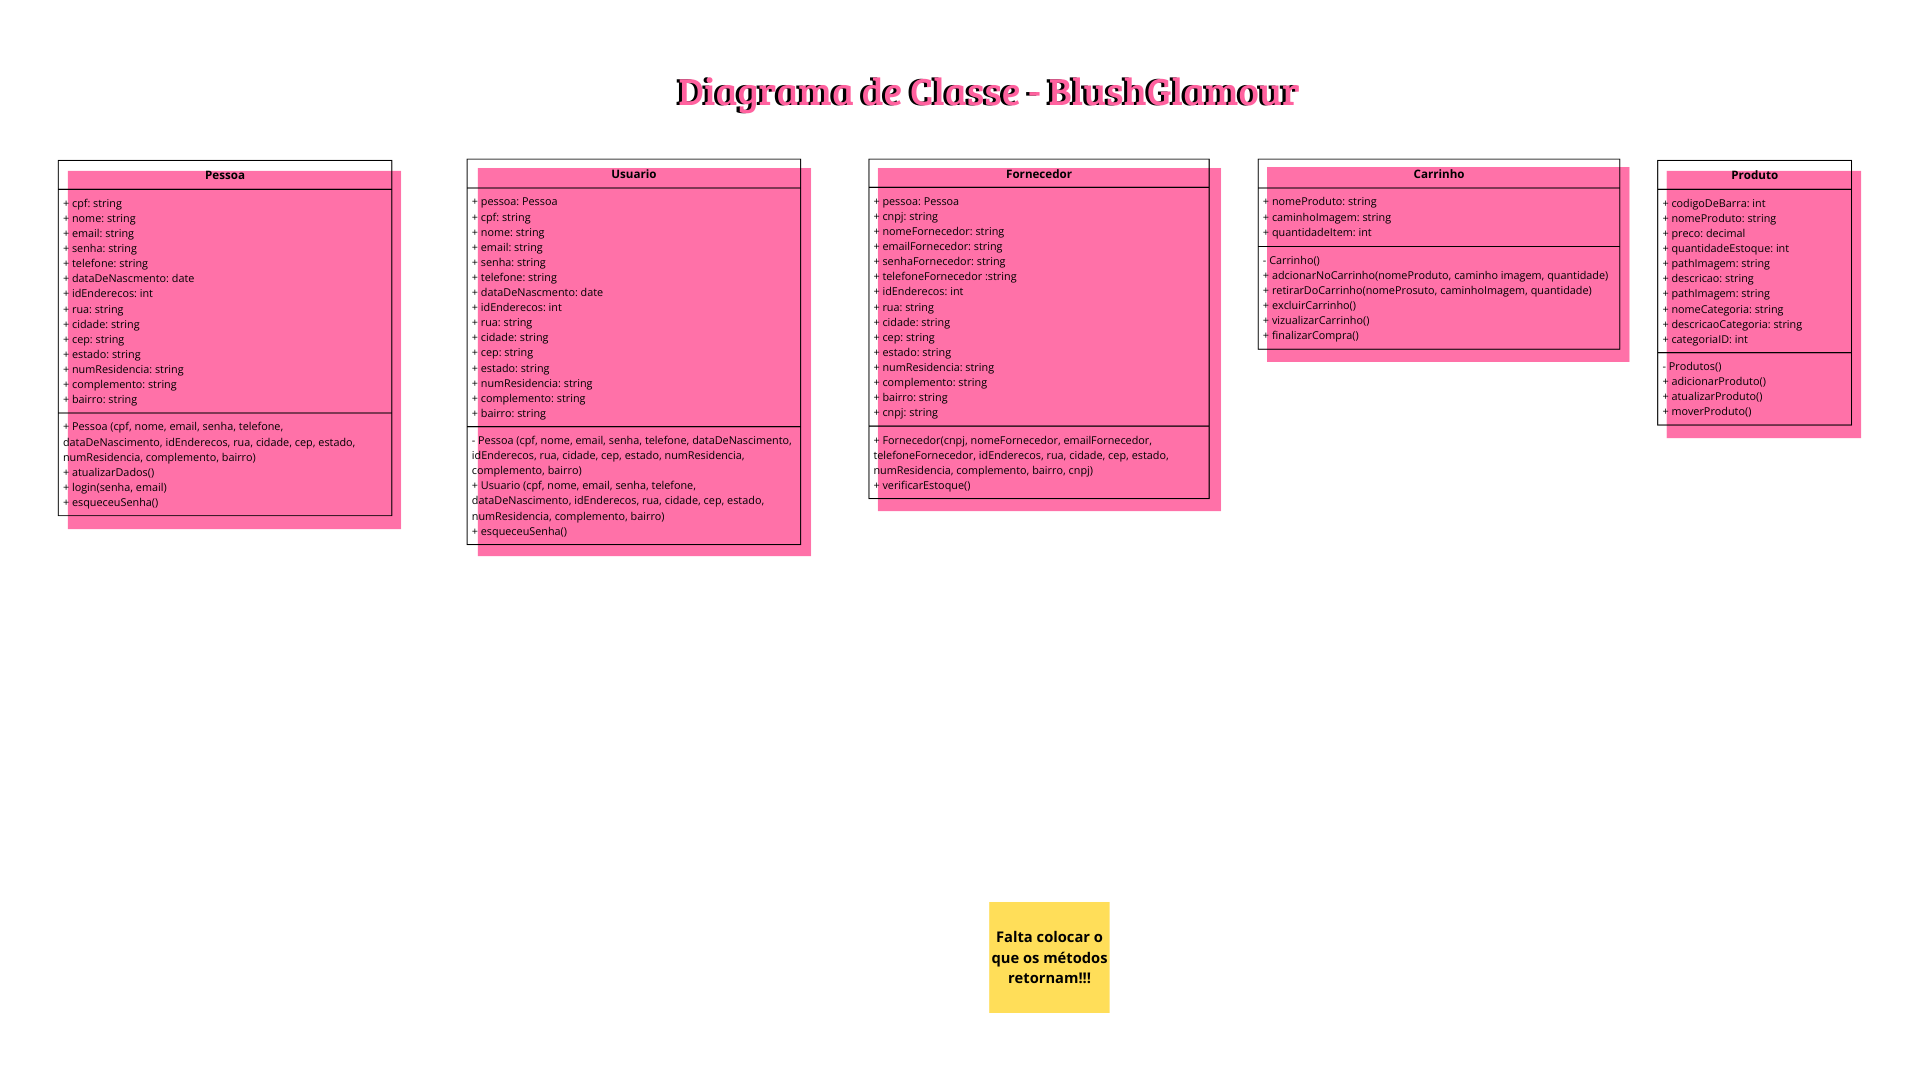 Diagrama de Classe - BlushGlamour
Pessoa
+ cpf: string
+ nome: string
+ email: string
+ senha: string
+ telefone: string
+ dataDeNascmento: date
+ idEnderecos: int
+ rua: string
+ cidade: string
+ cep: string
+ estado: string
+ numResidencia: string
+ complemento: string
+ bairro: string
+ Pessoa (cpf, nome, email, senha, telefone,
dataDeNascimento, idEnderecos, rua, cidade, cep, estado,
numResidencia, complemento, bairro)
+ atualizarDados()
+ login(senha, email)
+ esqueceuSenha()
Usuario
+ pessoa: Pessoa
+ cpf: string
+ nome: string
+ email: string
+ senha: string
+ telefone: string
+ dataDeNascmento: date
+ idEnderecos: int
+ rua: string
+ cidade: string
+ cep: string
+ estado: string
+ numResidencia: string
+ complemento: string
+ bairro: string
- Pessoa (cpf, nome, email, senha, telefone, dataDeNascimento,
idEnderecos, rua, cidade, cep, estado, numResidencia,
complemento, bairro)
+ Usuario (cpf, nome, email, senha, telefone,
dataDeNascimento, idEnderecos, rua, cidade, cep, estado,
numResidencia, complemento, bairro)
+ esqueceuSenha()
Fornecedor
+ pessoa: Pessoa
+ cnpj: string
+ nomeFornecedor: string
+ emailFornecedor: string
+ senhaFornecedor: string
+ telefoneFornecedor :string
+ idEnderecos: int
+ rua: string
+ cidade: string
+ cep: string
+ estado: string
+ numResidencia: string
+ complemento: string
+ bairro: string
+ cnpj: string
+ Fornecedor(cnpj, nomeFornecedor, emailFornecedor,
telefoneFornecedor, idEnderecos, rua, cidade, cep, estado,
numResidencia, complemento, bairro, cnpj)
+ verificarEstoque()
Carrinho
+ nomeProduto: string
+ caminhoImagem: string
+ quantidadeItem: int
- Carrinho()
+ adcionarNoCarrinho(nomeProduto, caminho imagem, quantidade)
+ retirarDoCarrinho(nomeProsuto, caminhoImagem, quantidade)
+ excluirCarrinho()
+ vizualizarCarrinho()
+ finalizarCompra()
Produto
+ codigoDeBarra: int
+ nomeProduto: string
+ preco: decimal
+ quantidadeEstoque: int
+ pathImagem: string
+ descricao: string
+ pathImagem: string
+ nomeCategoria: string
+ descricaoCategoria: string
+ categoriaID: int
- Produtos()
+ adicionarProduto()
+ atualizarProduto()
+ moverProduto()
Falta colocar o
que os métodos
retornam!!!